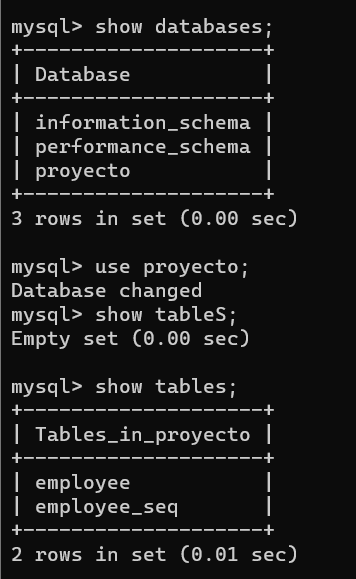 mysql> show databases;
+--------------------+
| Database           |
+--------------------+
| information_schema |
| performance_schema |
| proyecto           |
+--------------------+
3 rows in set (0.00 sec)

mysql> use proyecto;
Database changed
mysql> show tableS;
Empty set (0.00 sec)

mysql> show tables;
+--------------------+
| Tables_in_proyecto |
+--------------------+
| employee           |
| employee_seq       |
+--------------------+
2 rows in set (0.01 sec)